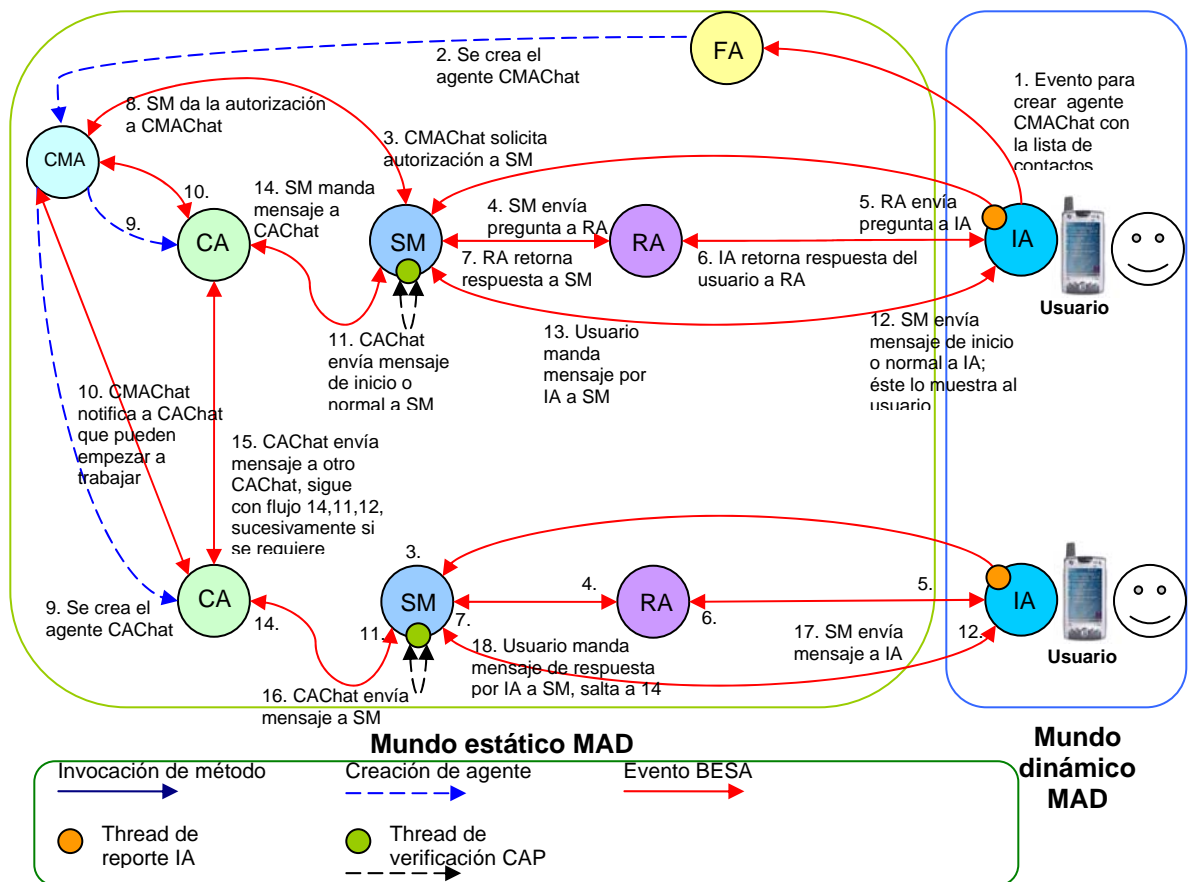 FA
2. Se crea el
agente CMAChat
1. Evento para
crear agente
CMAChat con
la lista de
contactos
8. SM da la autorización
a CMAChat
3. CMAChat solicita
autorización a SM
CMA
10.
9.
14. SM manda
mensaje a
CAChat
CA
SM
4. SM envía
pregunta a RA
7. RA retorna
respuesta a SM
RA
5. RA envía
pregunta a IA
6. IA retorna respuesta del
usuario a RA
IA
Usuario
11. CAChat
envía mensaje
de inicio o
normal a SM
13. Usuario
manda
mensaje por
IA a SM
12. SM envía
mensaje de inicio
o normal a IA;
éste lo muestra al
usuario
10. CMAChat
notifica a CAChat
que pueden
empezar a
trabajar
15. CAChat envía
mensaje a otro
CAChat, sigue
con flujo 14,11,12,
sucesivamente si
se requiere
3.
CA
SM
4.
RA
5.
IA
9. Se crea el
agente CAChat
14.
11.
7.
6.
12.
Usuario
18. Usuario manda
mensaje de respuesta
por IA a SM, salta a 14
17. SM envía
mensaje a IA
16. CAChat envía
mensaje a SM
Mundo estático MAD
Mundo
dinámico
MAD
Invocación de método
Creación de agente
Evento BESA
Thread de
reporte IA
Thread de
verificación CAP